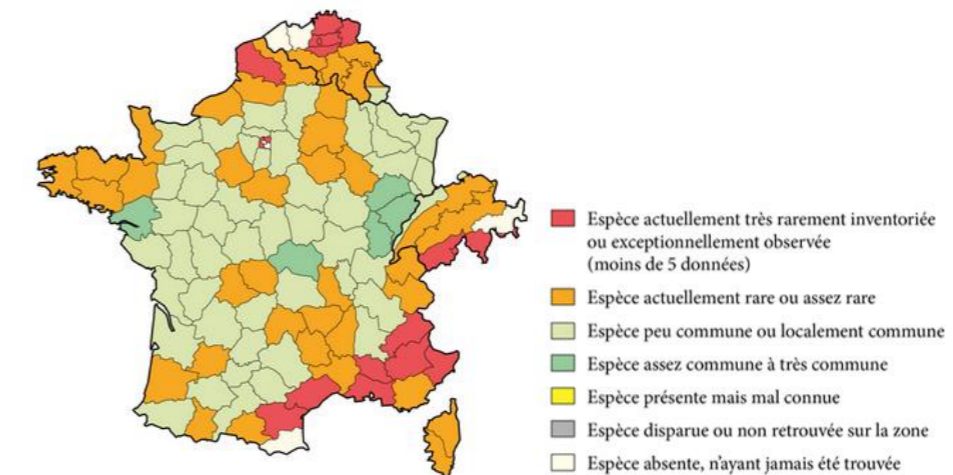 Espèce actuellement très rarement inventoriée
ou exceptionnellement observée
(moins de 5 données)
Espèce actuellement rare ou assez rare
Espèce peu commune ou localement commune
Espèce assez commune à très commune
Espèce présente mais mal connue
Espèce disparue ou non retrouvée sur la zone
Espèce absente, n'ayant jamais été trouvée